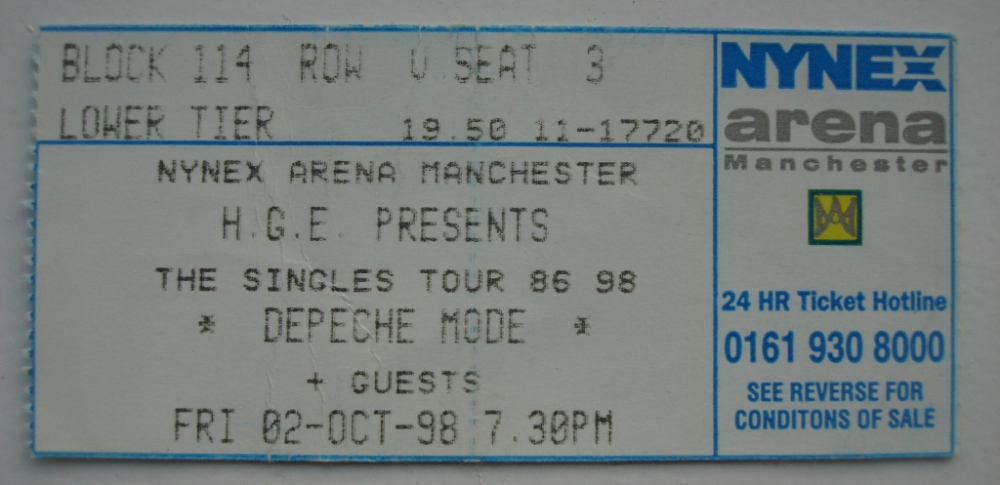 BLOCK 114 ROW V SEAT 3
LOWER TIER 19.50 11-17720
NYNEX ARENA MANCHESTER
H.G.E. PRESENTS
THE SINGLES TOUR 86 98
* DEPECHE MODE *
+ GUESTS
FRI 02-OCT-98 7.30PM
NYNEX
arena
Manchester
24 HR Ticket Hotline
0161 930 8000
SEE REVERSE FOR
CONDITONS OF SALE